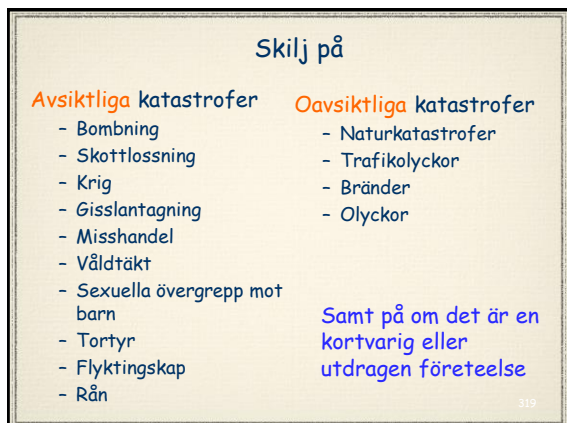 Skilj på
Avsiktliga katastrofer
– Bombning
– Skottlossning
– Krig
– Gisslantagning
– Misshandel
– Våldtäkt
– Sexuella övergrepp mot
barn
– Tortyr
– Flyktingskap
– Rån
Oavsiktliga katastrofer
– Naturkatastrofer
– Trafikolyckor
– Bränder
– Olyckor
Samt på om det är en
kortvarig eller
utdragen företeelse
319